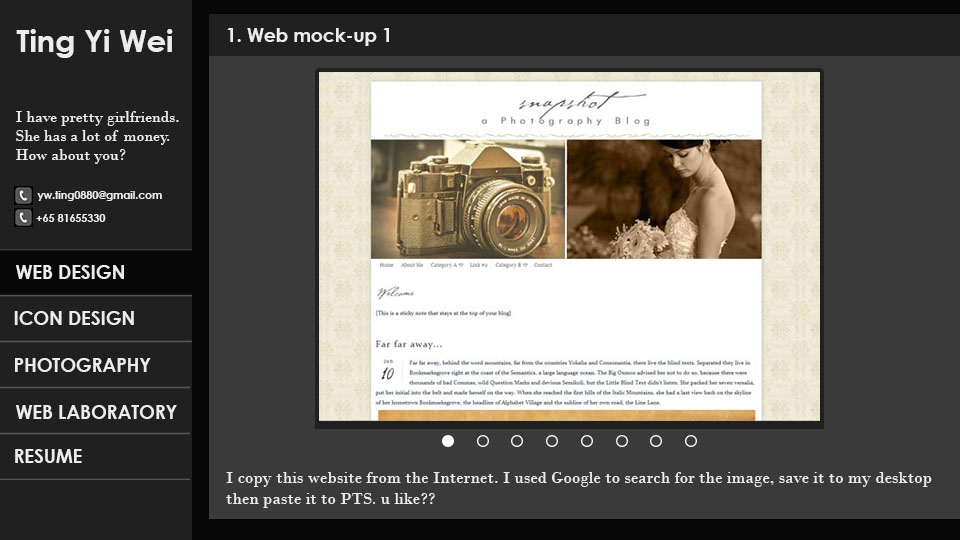 Ting Yi Wei
I have pretty girlfriends.
She has a lot of money.
How about you?
yw.ting0880@gmail.com
+65 81655330
WEB DESIGN
ICON DESIGN
PHOTOGRAPHY
WEB LABORATORY
RESUME
1. Web mock-up 1
snapshot
a Photography Blog
Home About Me Category A Link #2 Category B Contact
Welcome
[This is a sticky note that stays at the top of your blog]
Far far away...
Jun
10
Far far away, behind the word mountains, far from the countries Vokalia and Consonantia, there live the blind texts. Separated they live in
Bookmarksgrove right at the coast of the Semantics, a large language ocean. The Big Oxmox advised her not to do so, because there were
thousands of bad Commas, wild Question Marks and devious Semikoli, but the Little Blind Text didn't listen. She packed her seven versalia,
put her initial into the belt and made herself on the way. When she reached the first hills of the Italic Mountains, she had a last view back on the skyline
of her hometown Bookmarksgrove, the headline of Alphabet Village and the subline of her own road, the Line Lane.
I copy this website from the Internet. I used Google to search for the image, save it to my desktop
then paste it to PTS. u like??